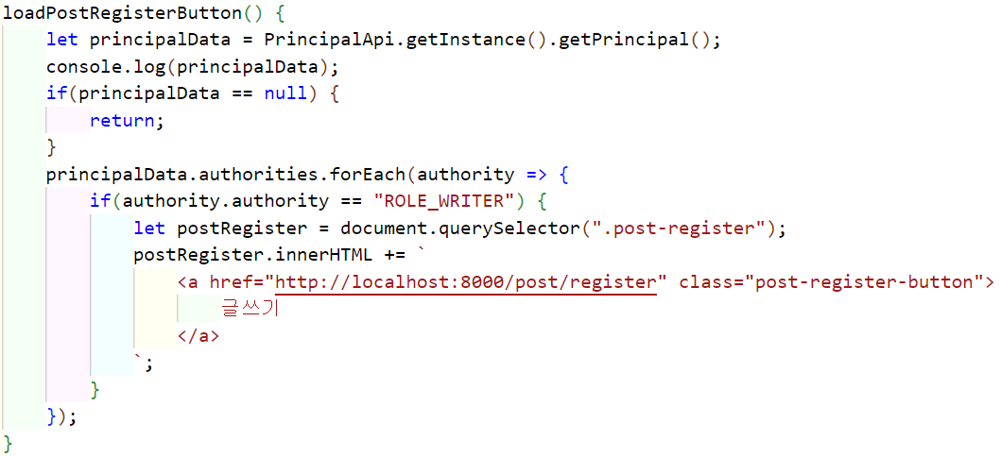 loadPostRegisterButton() {
    let principalData = PrincipalApi.getInstance().getPrincipal();
    console.log(principalData);
    if(principalData == null) {
        return;
    }
    principalData.authorities.forEach(authority => {
        if(authority.authority == "ROLE_WRITER") {
            let postRegister = document.querySelector(".post-register");
            postRegister.innerHTML += `
                <a href="http://localhost:8000/post/register" class="post-register-button">
                    글쓰기
                </a>
            `;
        }
    });
}